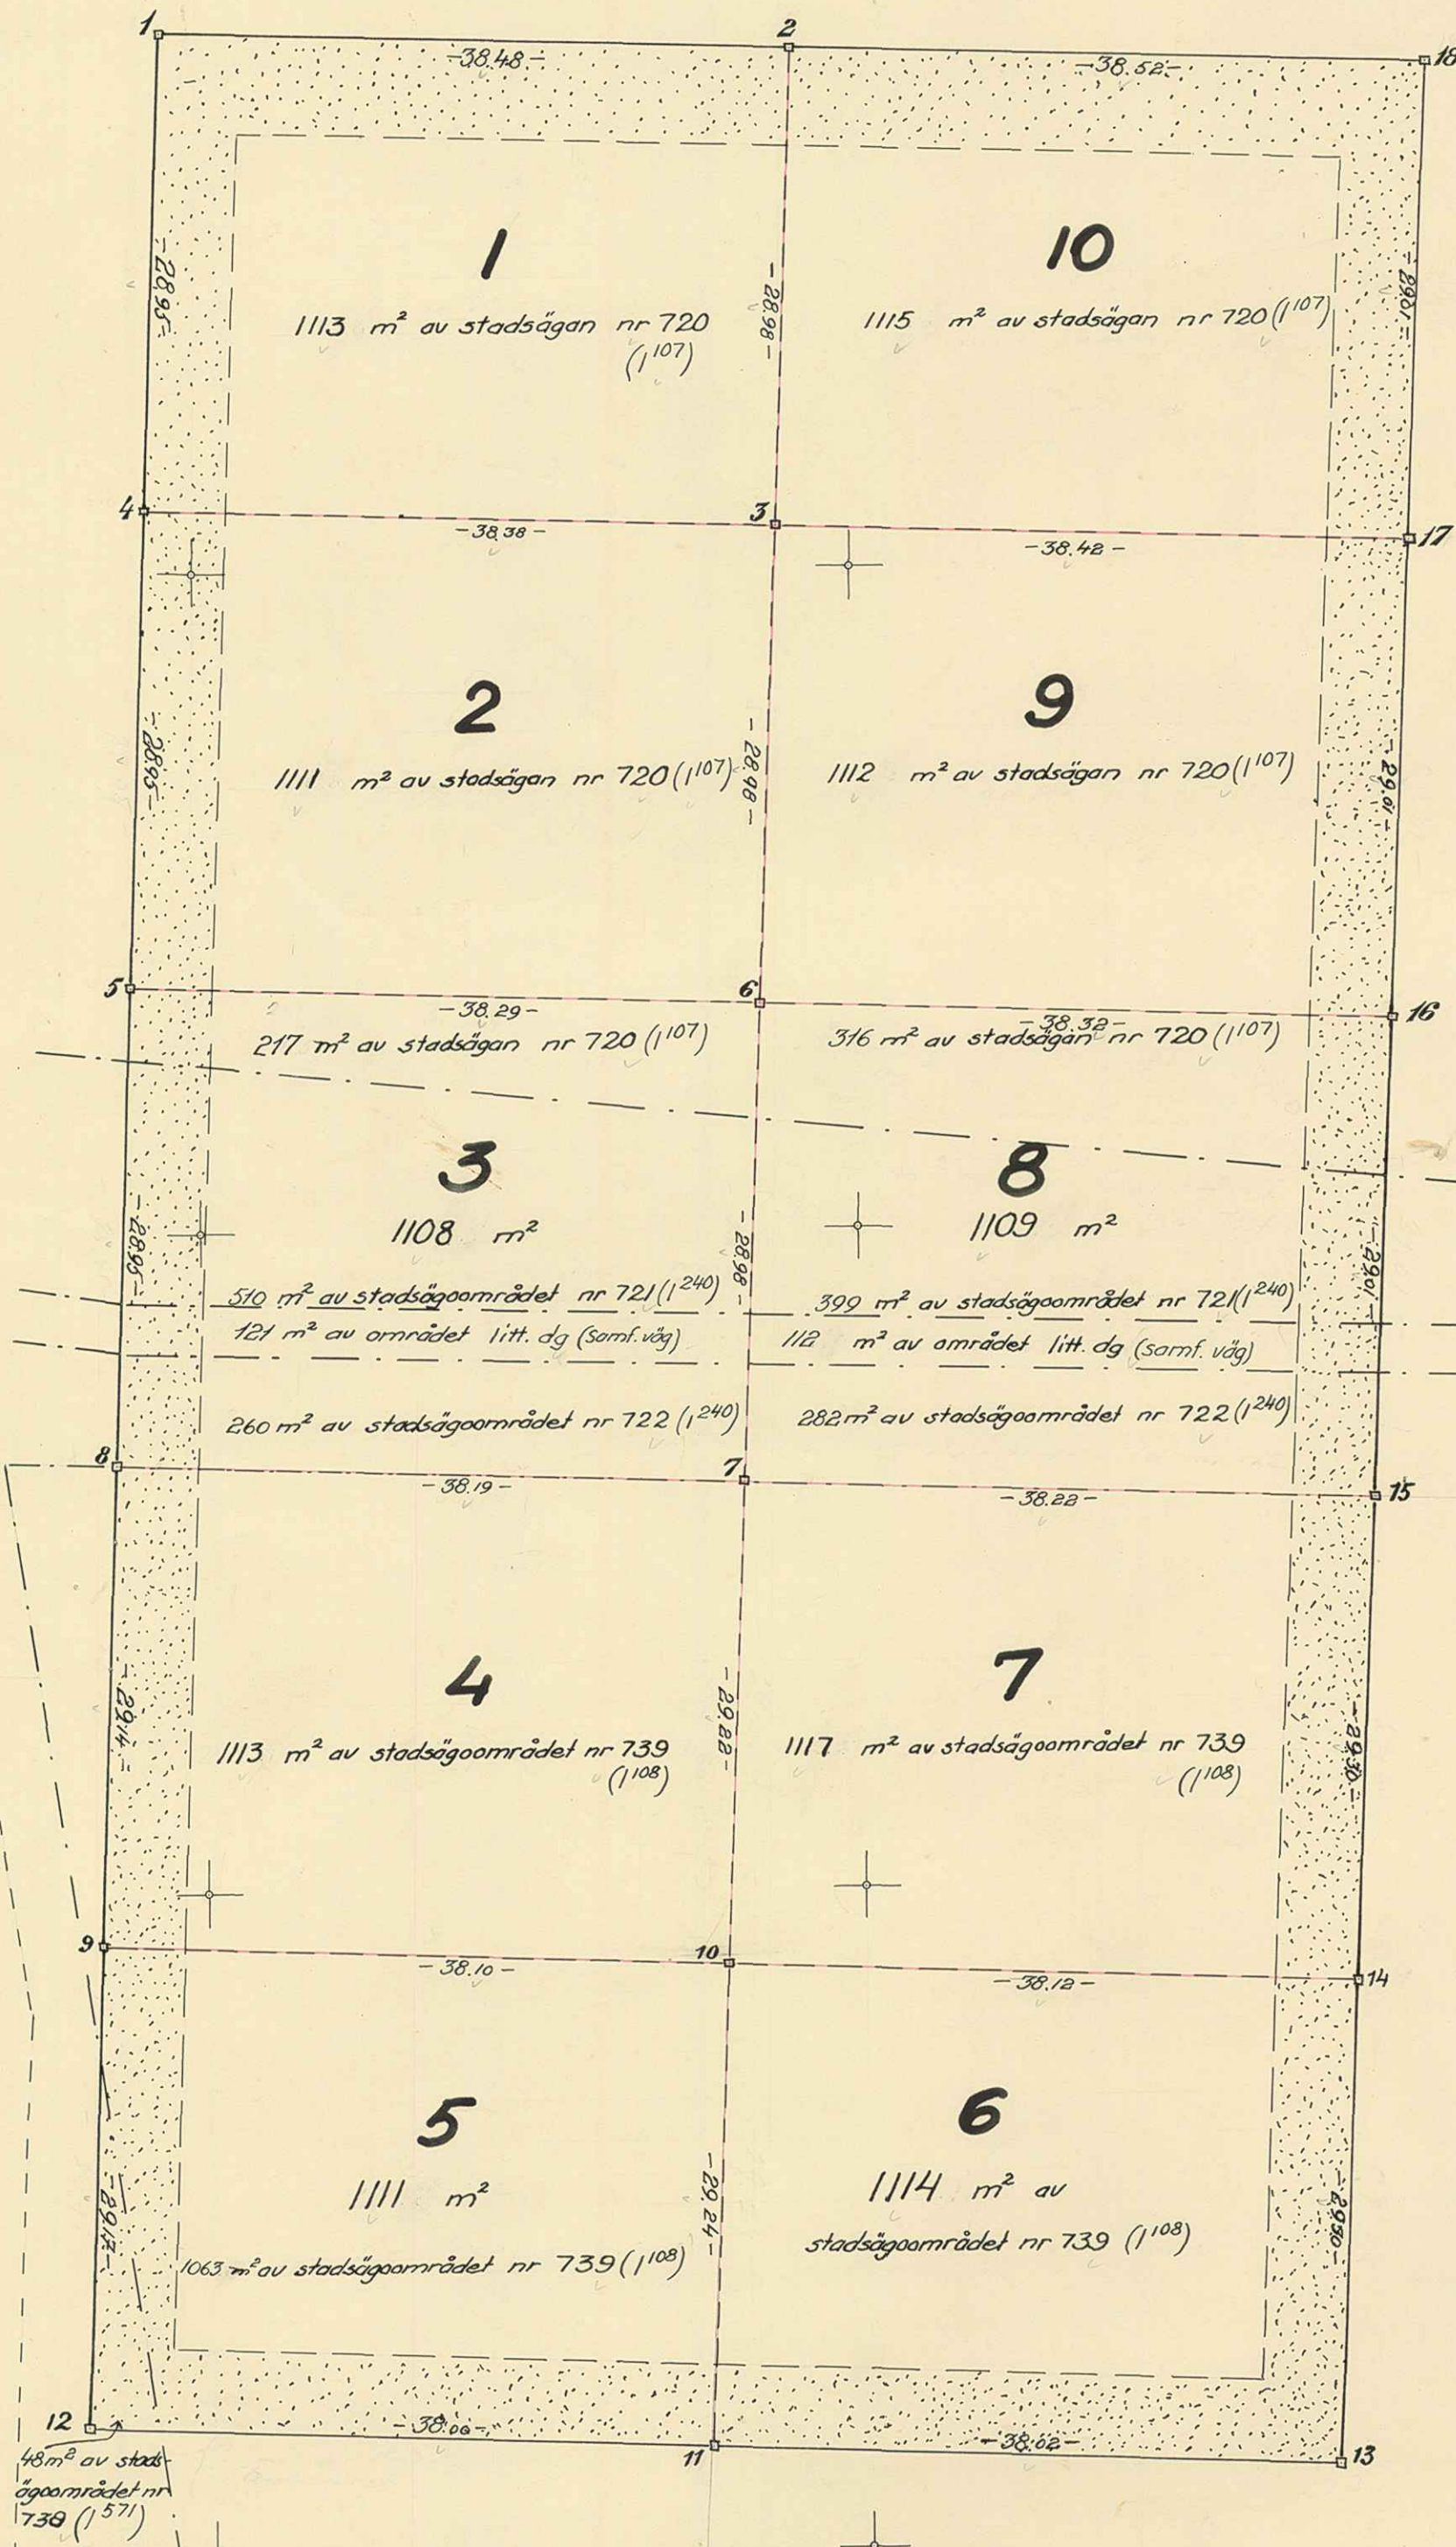 1
2
18
-38.48-
-38.52-
-28.95-
-28.98-
-29.01-
1
1113 m² av stadsägan nr 720
(1¹⁰⁷)
10
1115 m² av stadsägan nr 720 (1¹⁰⁷)
4
3
17
-38.38-
-38.42-
-28.95-
-28.98-
-29.01-
2
1111 m² av stadsägan nr 720 (1¹⁰⁷)
9
1112 m² av stadsägan nr 720 (1¹⁰⁷)
5
6
16
-38.29-
-38.32-
217 m² av stadsägan nr 720 (1¹⁰⁷)
316 m² av stadsägan nr 720 (1¹⁰⁷)
3
1108 m²
8
1109 m²
-28.95-
-28.98-
-29.01-
510 m² av stadsägoområdet nr 721 (1²⁴⁰)
399 m² av stadsägoområdet nr 721 (1²⁴⁰)
121 m² av området litt. dg (samf. väg)
112 m² av området litt. dg (samf. väg)
260 m² av stadsägoområdet nr 722 (1²⁴⁰)
282 m² av stadsägoområdet nr 722 (1²⁴⁰)
8
7
15
-38.19-
-38.22-
-29.14-
-29.22-
-29.30-
4
1113 m² av stadsägoområdet nr 739
(1¹⁰⁸)
7
1117 m² av stadsägoområdet nr 739
(1¹⁰⁸)
9
10
14
-38.10-
-38.12-
-29.17-
-29.24-
-29.30-
5
1111 m²
1063 m² av stadsägoområdet nr 739 (1¹⁰⁸)
6
1114 m² av
stadsägoområdet nr 739 (1¹⁰⁸)
12
-38.00-
11
-38.02-
13
48 m² av stads-
ägoområdet nr
738 (1⁵⁷¹)